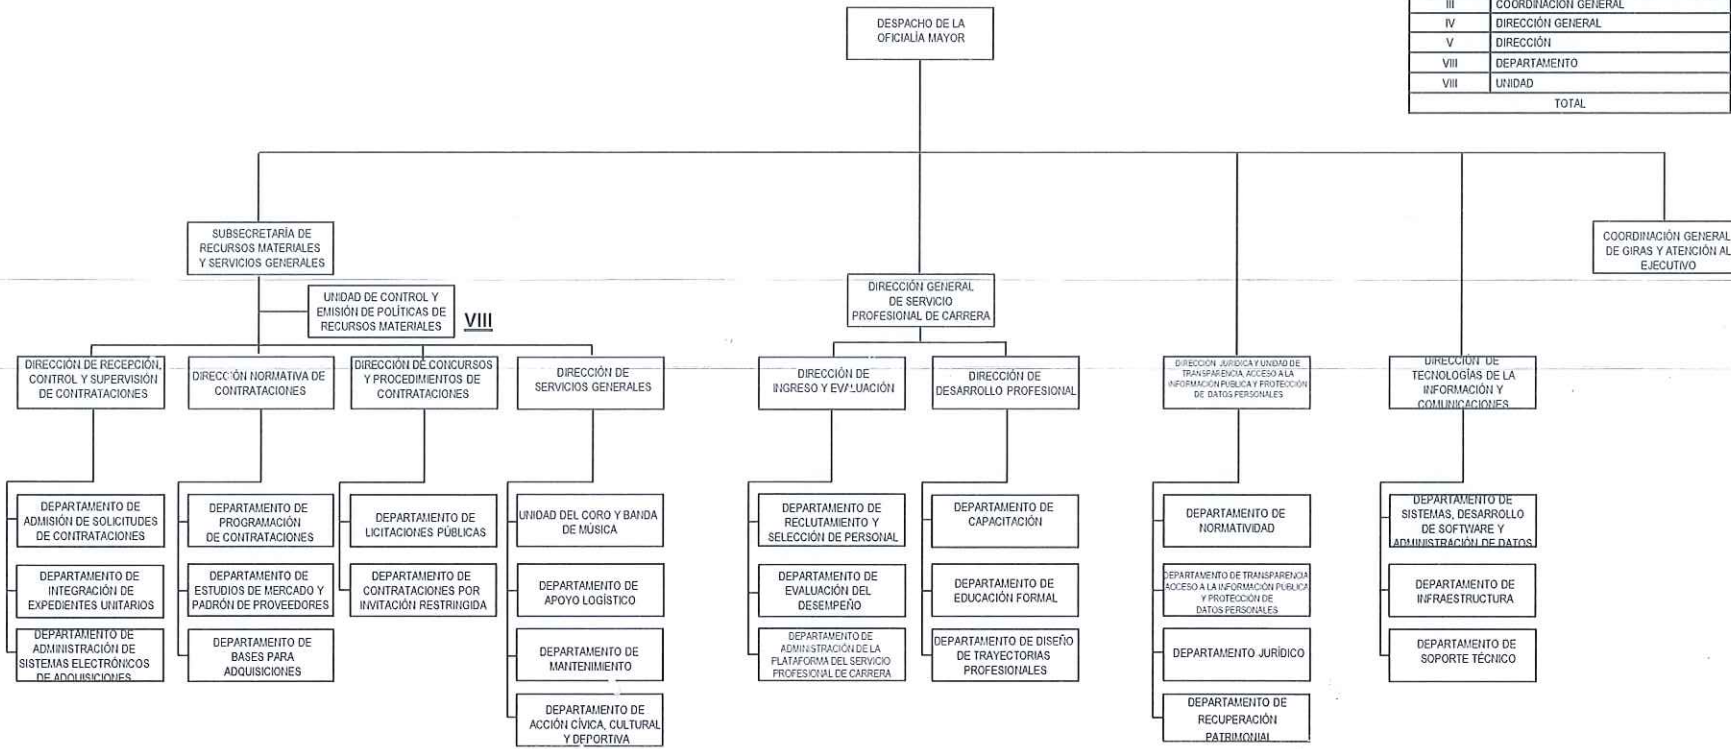 III COORDINACIÓN GENERAL
IV DIRECCIÓN GENERAL
V DIRECCIÓN
VIII DEPARTAMENTO
VIII UNIDAD
TOTAL
DESPACHO DE LA
OFICIALÍA MAYOR
SUBSECRETARÍA DE
RECURSOS MATERIALES
Y SERVICIOS GENERALES
COORDINACIÓN GENERAL
DE GIRAS Y ATENCIÓN AL
EJECUTIVO
UNIDAD DE CONTROL Y
EMISIÓN DE POLÍTICAS DE
RECURSOS MATERIALES
VIII
DIRECCIÓN GENERAL
DE SERVICIO
PROFESIONAL DE CARRERA
DIRECCIÓN DE RECEPCIÓN,
CONTROL Y SUPERVISIÓN
DE CONTRATACIONES
DIRECCIÓN NORMATIVA DE
CONTRATACIONES
DIRECCIÓN DE CONCURSOS
Y PROCEDIMIENTOS DE
CONTRATACIONES
DIRECCIÓN DE
SERVICIOS GENERALES
DIRECCIÓN DE
INGRESO Y EVALUACIÓN
DIRECCIÓN DE
DESARROLLO PROFESIONAL
DIRECCIÓN JURÍDICA Y UNIDAD DE
TRANSPARENCIA, ACCESO A LA
INFORMACIÓN PÚBLICA Y PROTECCIÓN
DE DATOS PERSONALES
DIRECCIÓN DE
TECNOLOGÍAS DE LA
INFORMACIÓN Y
COMUNICACIONES
DEPARTAMENTO DE
ADMISIÓN DE SOLICITUDES
DE CONTRATACIONES
DEPARTAMENTO DE
INTEGRACIÓN DE
EXPEDIENTES UNITARIOS
DEPARTAMENTO DE
ADMINISTRACIÓN DE
SISTEMAS ELECTRÓNICOS
DE ADQUISICIONES
DEPARTAMENTO DE
PROGRAMACIÓN
DE CONTRATACIONES
DEPARTAMENTO DE
ESTUDIOS DE MERCADO Y
PADRÓN DE PROVEEDORES
DEPARTAMENTO DE
BASES PARA
ADQUISICIONES
DEPARTAMENTO DE
LICITACIONES PÚBLICAS
DEPARTAMENTO DE
CONTRATACIONES POR
INVITACIÓN RESTRINGIDA
UNIDAD DEL CORO Y BANDA
DE MÚSICA
DEPARTAMENTO DE
APOYO LOGÍSTICO
DEPARTAMENTO DE
MANTENIMIENTO
DEPARTAMENTO DE
ACCIÓN CÍVICA, CULTURAL
Y DEPORTIVA
DEPARTAMENTO DE
RECLUTAMIENTO Y
SELECCIÓN DE PERSONAL
DEPARTAMENTO DE
EVALUACIÓN DEL
DESEMPEÑO
DEPARTAMENTO DE
ADMINISTRACIÓN DE LA
PLATAFORMA DEL SERVICIO
PROFESIONAL DE CARRERA
DEPARTAMENTO DE
CAPACITACIÓN
DEPARTAMENTO DE
EDUCACIÓN FORMAL
DEPARTAMENTO DE DISEÑO
DE TRAYECTORIAS
PROFESIONALES
DEPARTAMENTO DE
NORMATIVIDAD
DEPARTAMENTO DE TRANSPARENCIA
ACCESO A LA INFORMACIÓN PÚBLICA
Y PROTECCIÓN DE
DATOS PERSONALES
DEPARTAMENTO JURÍDICO
DEPARTAMENTO DE
RECUPERACIÓN
PATRIMONIAL
DEPARTAMENTO DE
SISTEMAS, DESARROLLO
DE SOFTWARE Y
ADMINISTRACIÓN DE DATOS
DEPARTAMENTO DE
INFRAESTRUCTURA
DEPARTAMENTO DE
SOPORTE TÉCNICO